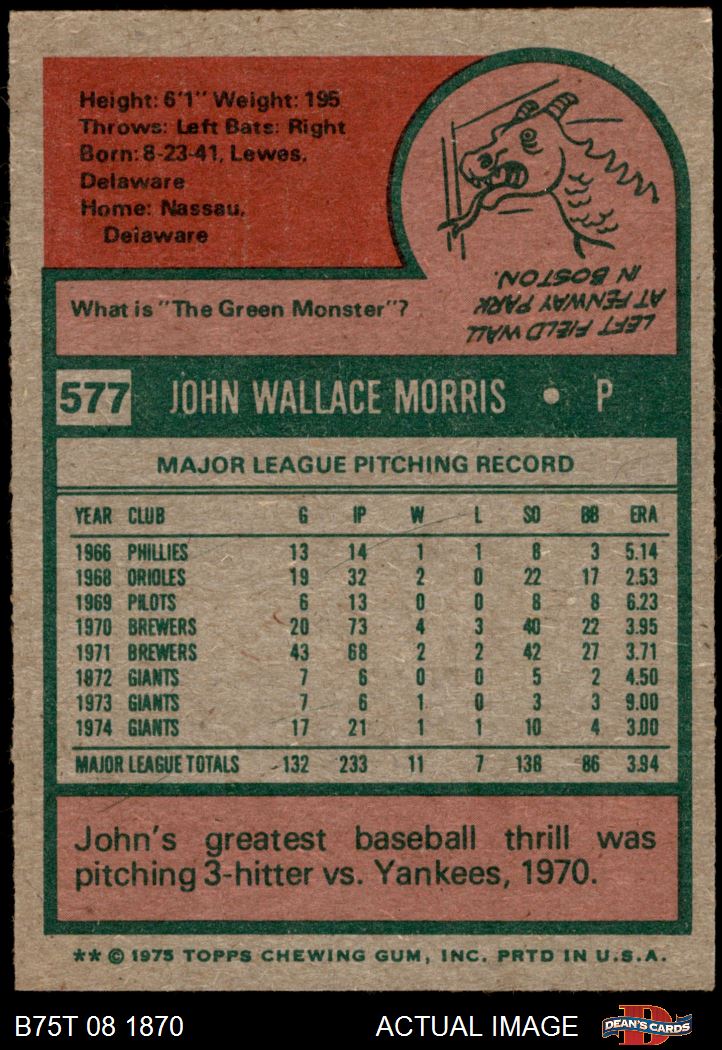 Height: 6'1" Weight: 195
Throws: Left Bats: Right
Born: 8-23-41, Lewes,
Delaware
Home: Nassau,
Delaware
What is "The Green Monster"?
LEFT FIELD WALL
AT FENWAY PARK
IN BOSTON.
577 JOHN WALLACE MORRIS • P
MAJOR LEAGUE PITCHING RECORD
YEAR CLUB G IP W L SO BB ERA
1966 PHILLIES 13 14 1 1 8 3 5.14
1968 ORIOLES 19 32 2 0 22 17 2.53
1969 PILOTS 6 13 0 0 8 8 6.23
1970 BREWERS 20 73 4 3 40 22 3.95
1971 BREWERS 43 68 2 2 42 27 3.71
1972 GIANTS 7 6 0 0 5 2 4.50
1973 GIANTS 7 6 1 0 3 3 9.00
1974 GIANTS 17 21 1 1 10 4 3.00
MAJOR LEAGUE TOTALS 132 233 11 7 138 86 3.94
John's greatest baseball thrill was
pitching 3-hitter vs. Yankees, 1970.
** © 1975 TOPPS CHEWING GUM, INC. PRTD IN U.S.A.
B75T 08 1870 ACTUAL IMAGE D DEAN'S CARDS